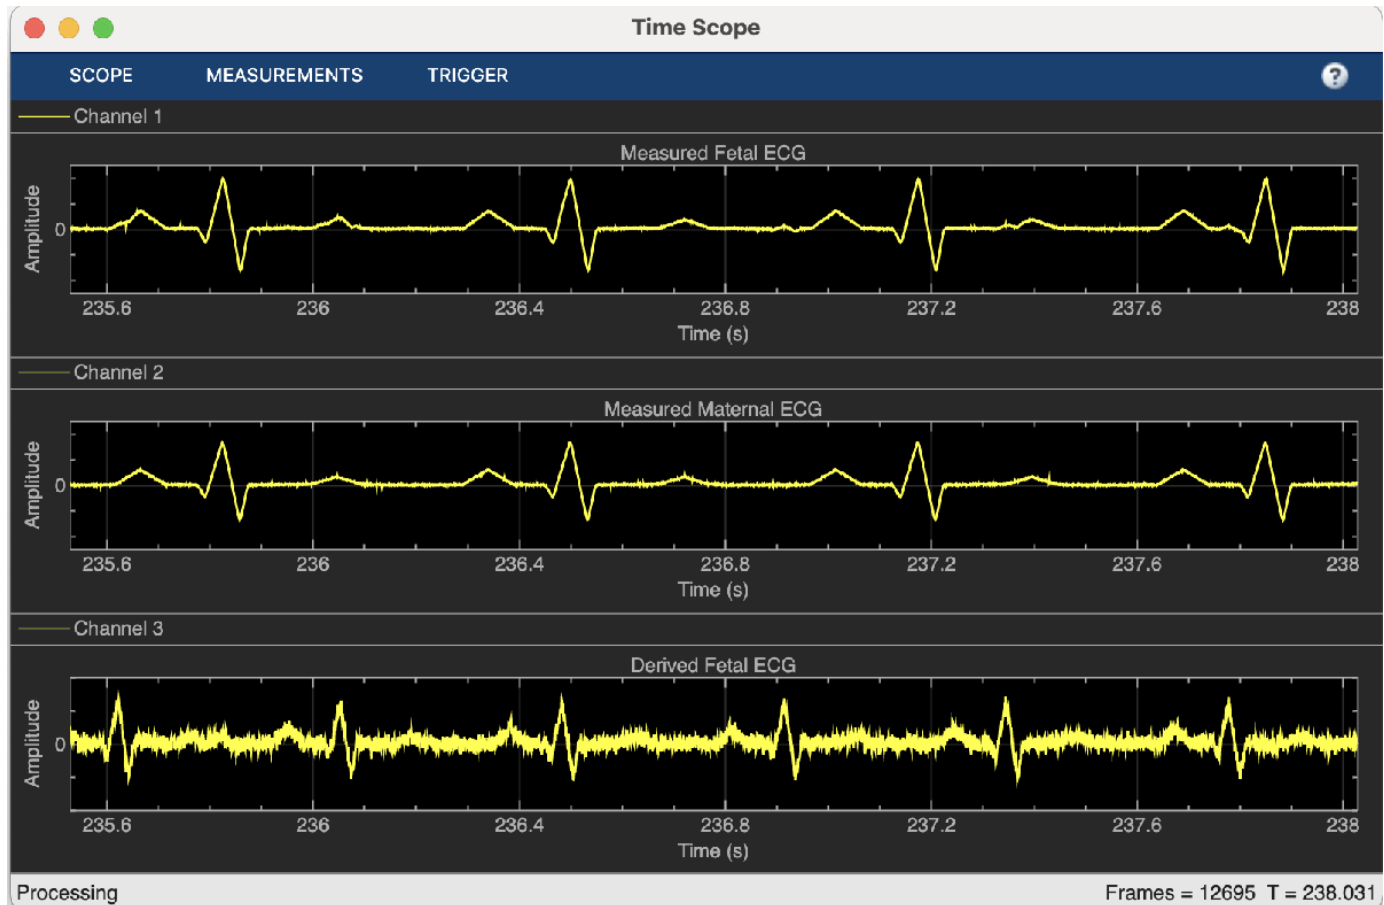 Time Scope
SCOPE MEASUREMENTS TRIGGER ?
Channel 1
Measured Fetal ECG
Amplitude
0
235.6 236 236.4 236.8 237.2 237.6 238
Time (s)
Channel 2
Measured Maternal ECG
Amplitude
0
235.6 236 236.4 236.8 237.2 237.6 238
Time (s)
Channel 3
Derived Fetal ECG
Amplitude
0
235.6 236 236.4 236.8 237.2 237.6 238
Time (s)
Processing Frames = 12695 T = 238.031